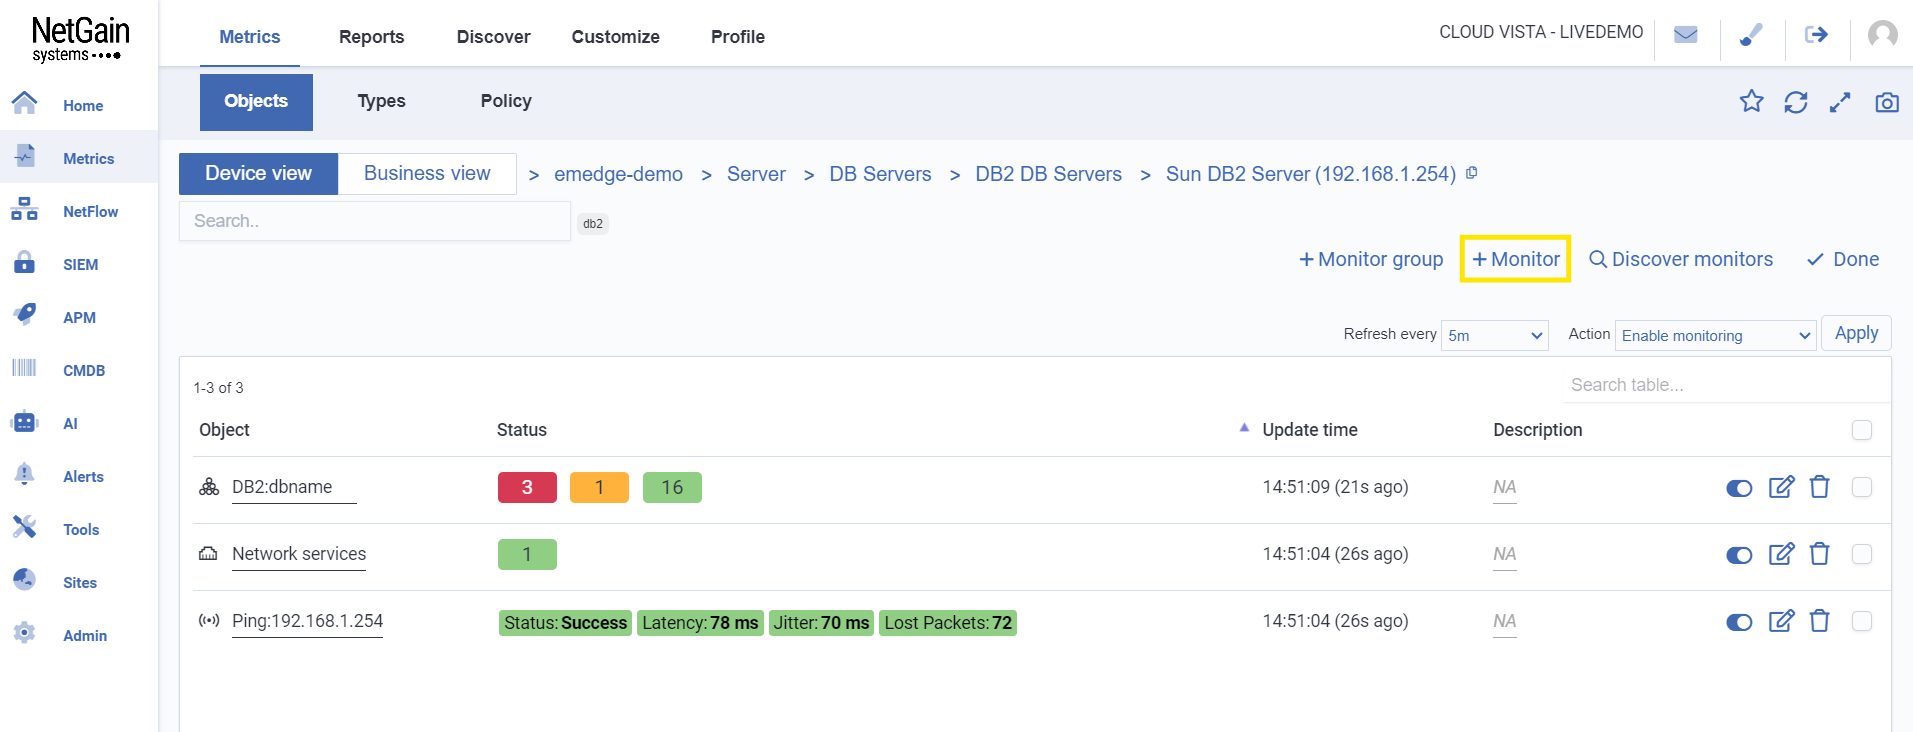 NetGain
systems
Metrics Reports Discover Customize Profile
CLOUD VISTA - LIVEDEMO
Home
Metrics
NetFlow
SIEM
APM
CMDB
AI
Alerts
Tools
Sites
Admin
Objects Types Policy
Device view Business view > emedge-demo > Server > DB Servers > DB2 DB Servers > Sun DB2 Server (192.168.1.254)
Search.. db2
+ Monitor group + Monitor Discover monitors Done
Refresh every 5m Action Enable monitoring Apply
1-3 of 3 Search table...
Object Status Update time Description
DB2:dbname 3 1 16 14:51:09 (21s ago) NA
Network services 1 14:51:04 (26s ago) NA
Ping:192.168.1.254 Status: Success Latency: 78 ms Jitter: 70 ms Lost Packets: 72 14:51:04 (26s ago) NA